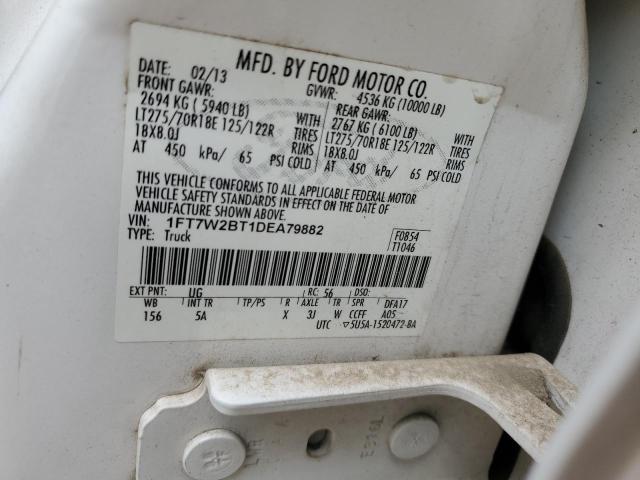 MFD. BY FORD MOTOR CO.
DATE: 02/13 GVWR: 4536 KG (10000 LB)
FRONT GAWR: REAR GAWR:
2694 KG ( 5940 LB) WITH 2767 KG ( 6100 LB) WITH
LT275/70R18E 125/122R TIRES LT275/70R18E 125/122R TIRES
18X8.0J RIMS 18X8.0J RIMS
AT 450 kPa/ 65 PSI COLD AT 450 kPa/ 65 PSI COLD
THIS VEHICLE CONFORMS TO ALL APPLICABLE FEDERAL MOTOR
VEHICLE SAFETY STANDARDS IN EFFECT ON THE DATE OF
MANUFACTURE SHOWN ABOVE.
VIN: 1FT7W2BT1DEA79882 F0854
TYPE: Truck T1046
EXT PNT: UG RC: 56 DSO:
WB INT TR TP/PS R AXLE TR SPR DFA17
156 5A X 3J W CCFF A05
UTC ▽5U5A-1520472-BA